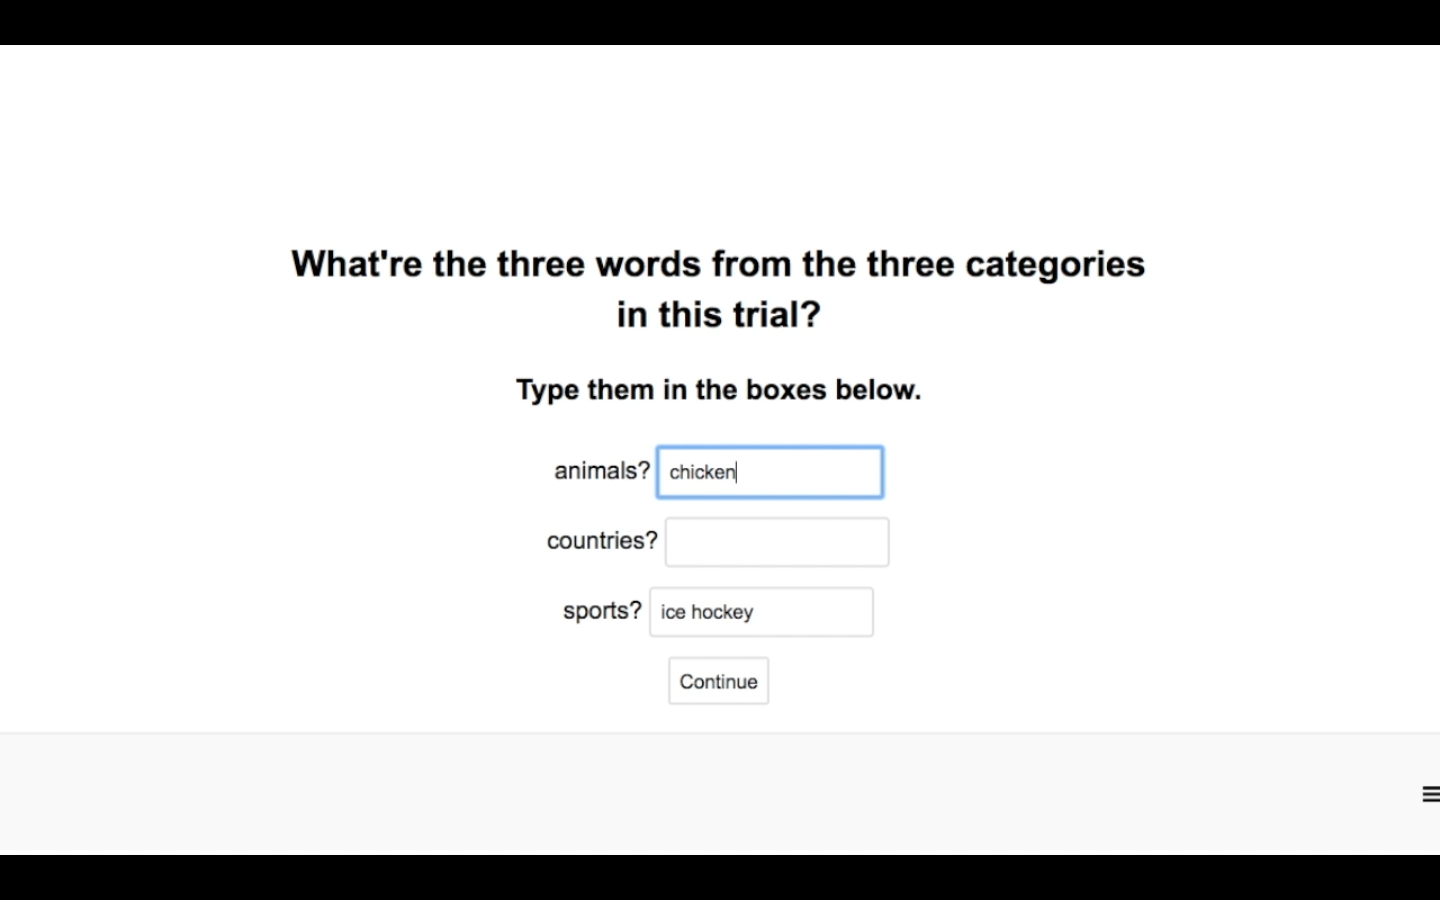 What're the three words from the three categories
in this trial?
Type them in the boxes below.
animals? chicken
countries?
sports? ice hockey
Continue